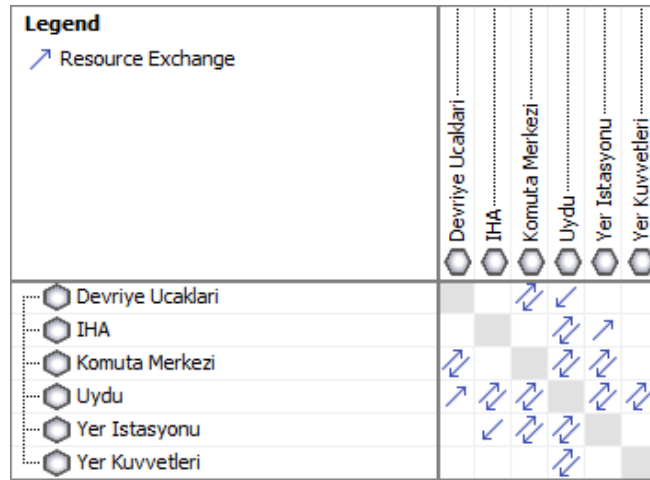 Legend
Resource Exchange
Devriye Ucaklari
IHA
Komuta Merkezi
Uydu
Yer Istasyonu
Yer Kuvvetleri
Devriye Ucaklari
IHA
Komuta Merkezi
Uydu
Yer Istasyonu
Yer Kuvvetleri